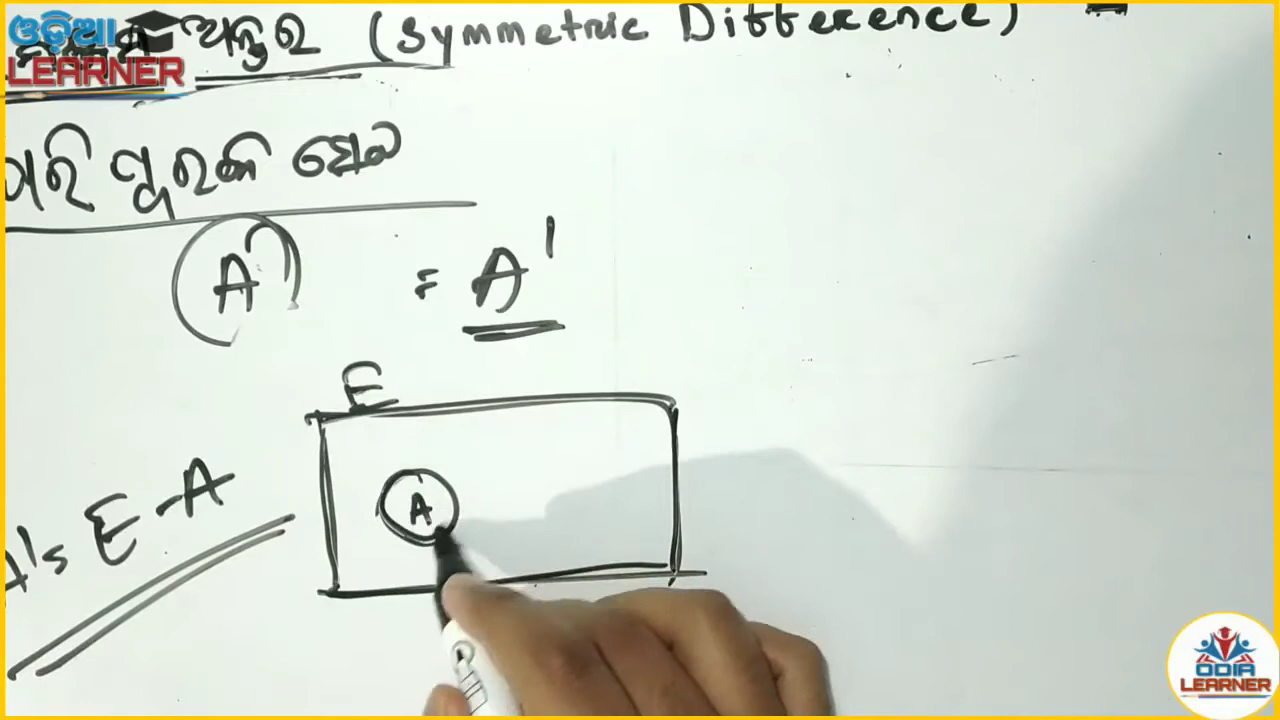 ଓଡ଼ିଆ
LEARNER
ଅନ୍ତର (Symmetric Difference)
ପରି ପୂରକ ସେଟ
A' = A'
E
A
A's E - A
ODIA
LEARNER